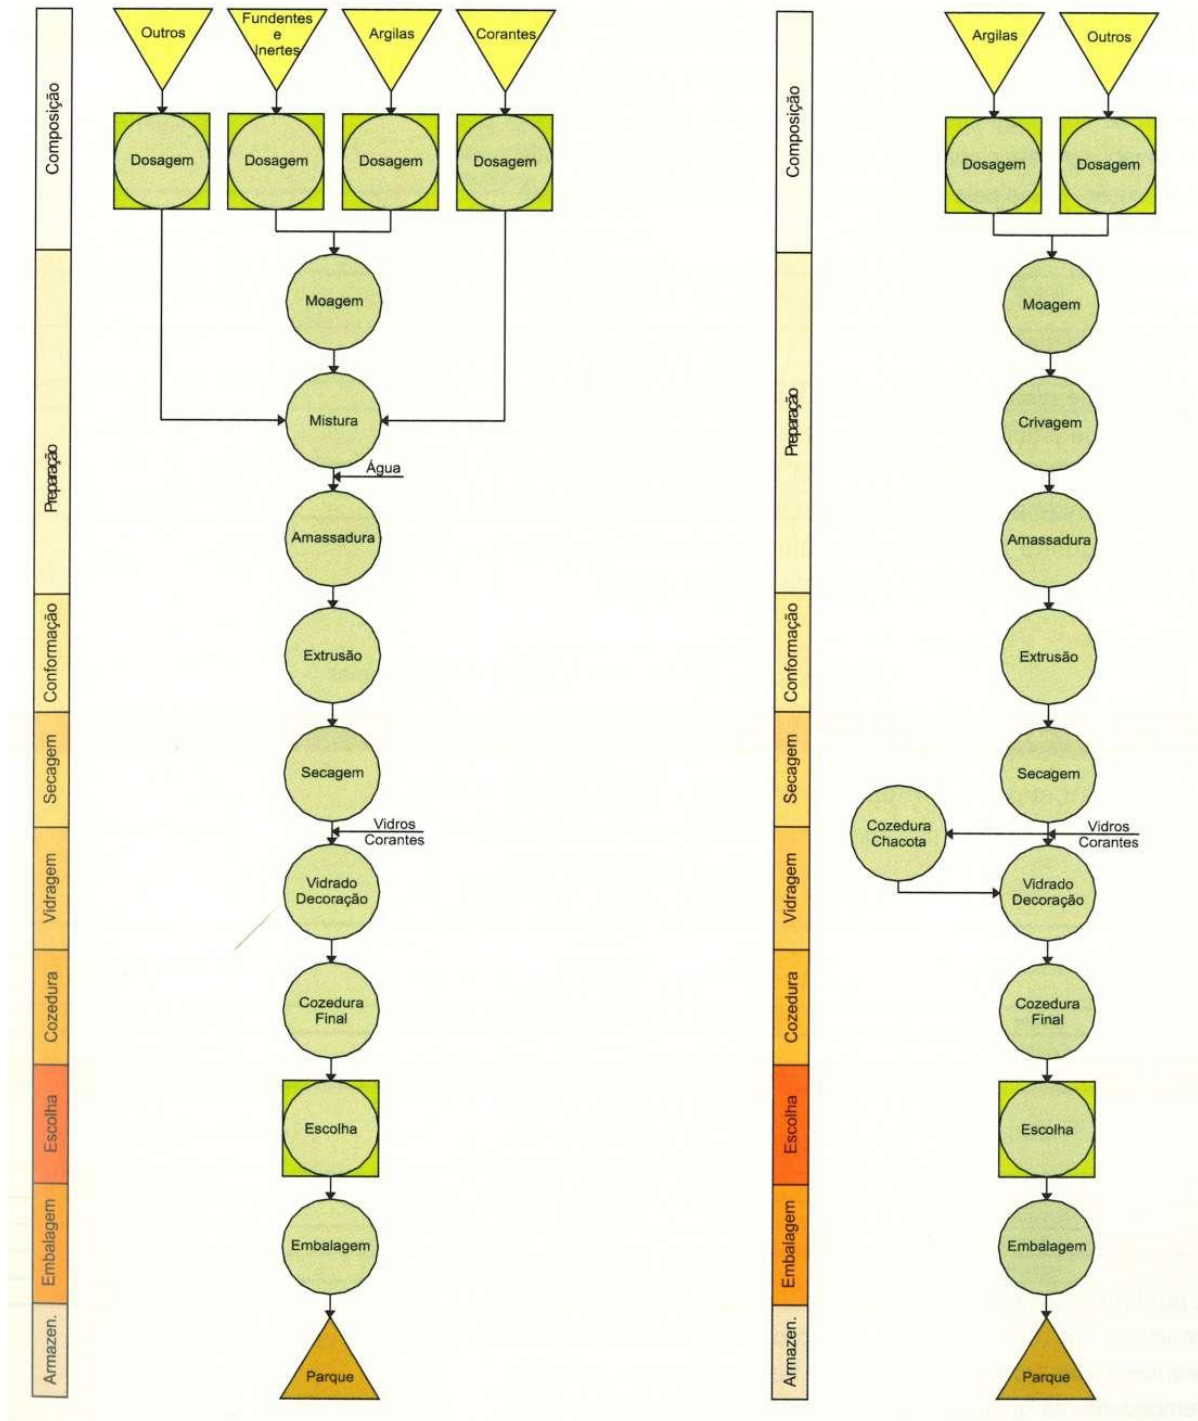 Composição
Preparação
Conformação
Secagem
Vidragem
Cozedura
Escolha
Embalagem
Armazen.
Outros
Fundentes
e
Inertes
Argilas
Corantes
Dosagem
Dosagem
Dosagem
Dosagem
Moagem
Mistura
Água
Amassadura
Extrusão
Secagem
Vidros
Corantes
Vidrado
Decoração
Cozedura
Final
Escolha
Embalagem
Parque
Composição
Preparação
Conformação
Secagem
Vidragem
Cozedura
Escolha
Embalagem
Armazen.
Argilas
Outros
Dosagem
Dosagem
Moagem
Crivagem
Amassadura
Extrusão
Secagem
Cozedura
Chacota
Vidros
Corantes
Vidrado
Decoração
Cozedura
Final
Escolha
Embalagem
Parque